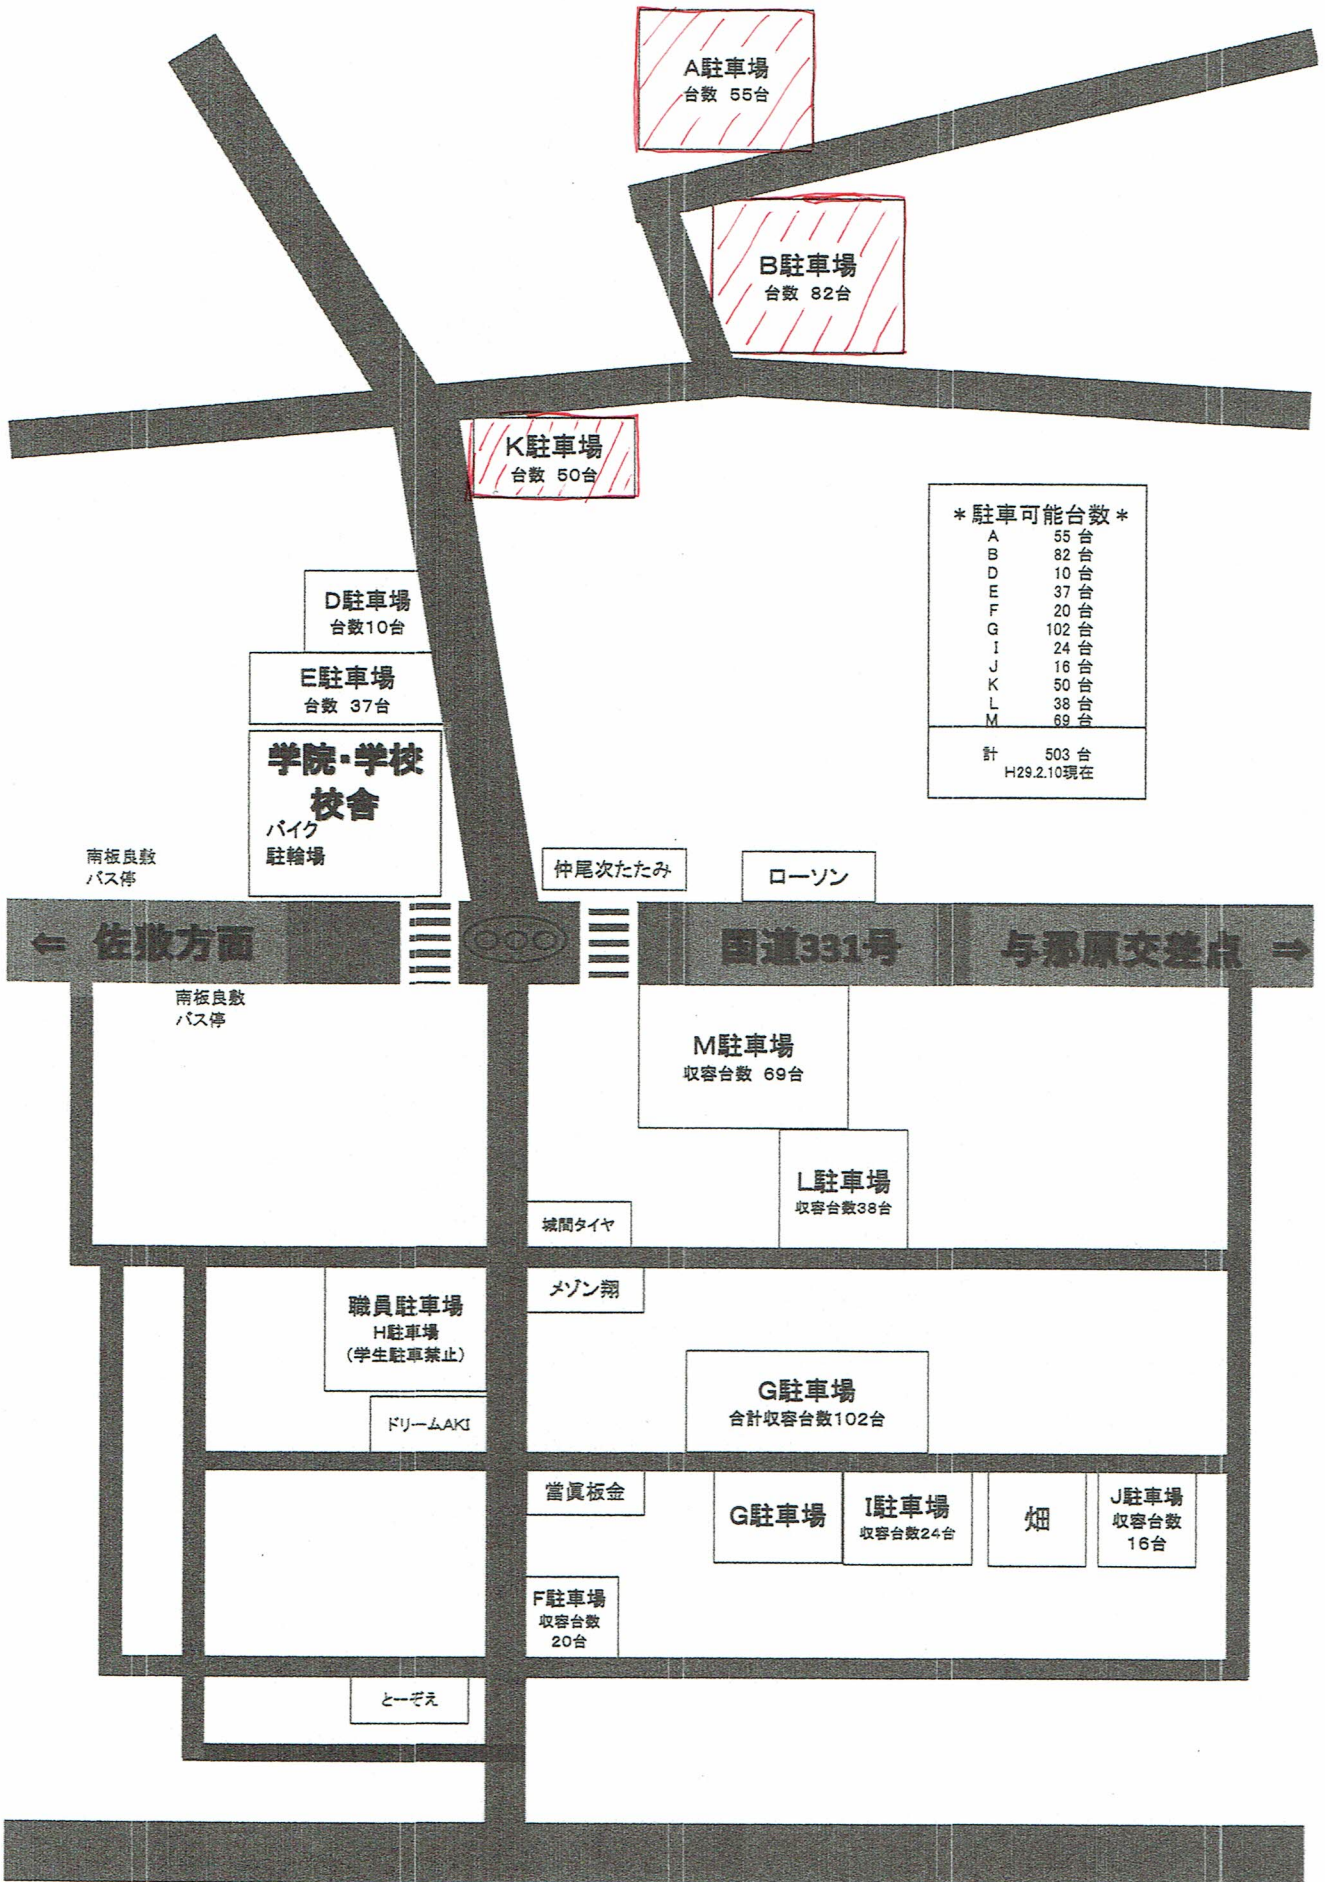 A駐車場
台数 55台
B駐車場
台数 82台
K駐車場
台数 50台
＊駐車可能台数＊
A 55 台
B 82 台
D 10 台
E 37 台
F 20 台
G 102 台
I 24 台
J 16 台
K 50 台
L 38 台
M 69 台
計 503 台
H29.2.10現在
D駐車場
台数10台
E駐車場
台数 37台
学院・学校
校舎
バイク
駐輪場
南板良敷
バス停
仲尾次たたみ
ローソン
⇐ 佐敷方面
国道331号
与那原交差点 ⇒
南板良敷
バス停
M駐車場
収容台数 69台
L駐車場
収容台数38台
城間タイヤ
職員駐車場
H駐車場
(学生駐車禁止)
メゾン翔
G駐車場
合計収容台数102台
ドリームAKI
當眞板金
G駐車場
I駐車場
収容台数24台
畑
J駐車場
収容台数
16台
F駐車場
収容台数
20台
とーぞえ